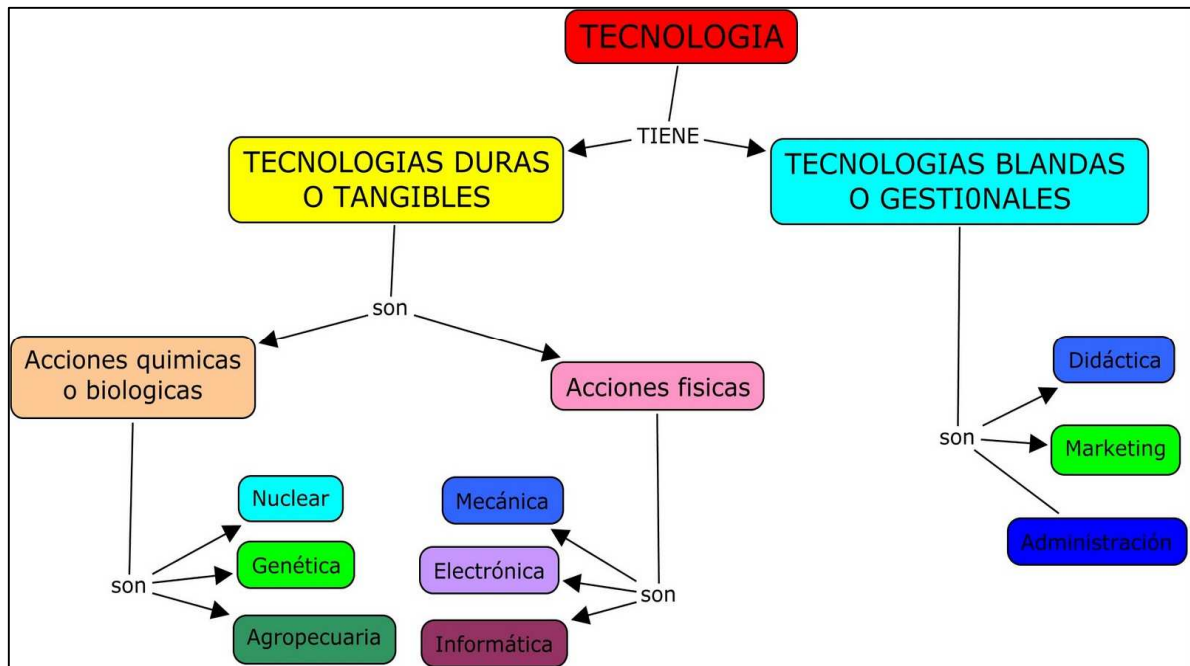 TECNOLOGIA
TIENE
TECNOLOGIAS DURAS
O TANGIBLES
TECNOLOGIAS BLANDAS
O GESTI0NALES
son
Acciones quimicas
o biologicas
Acciones fisicas
son
Nuclear
Genética
Agropecuaria
son
Mecánica
Electrónica
Informática
son
Didáctica
Marketing
Administración